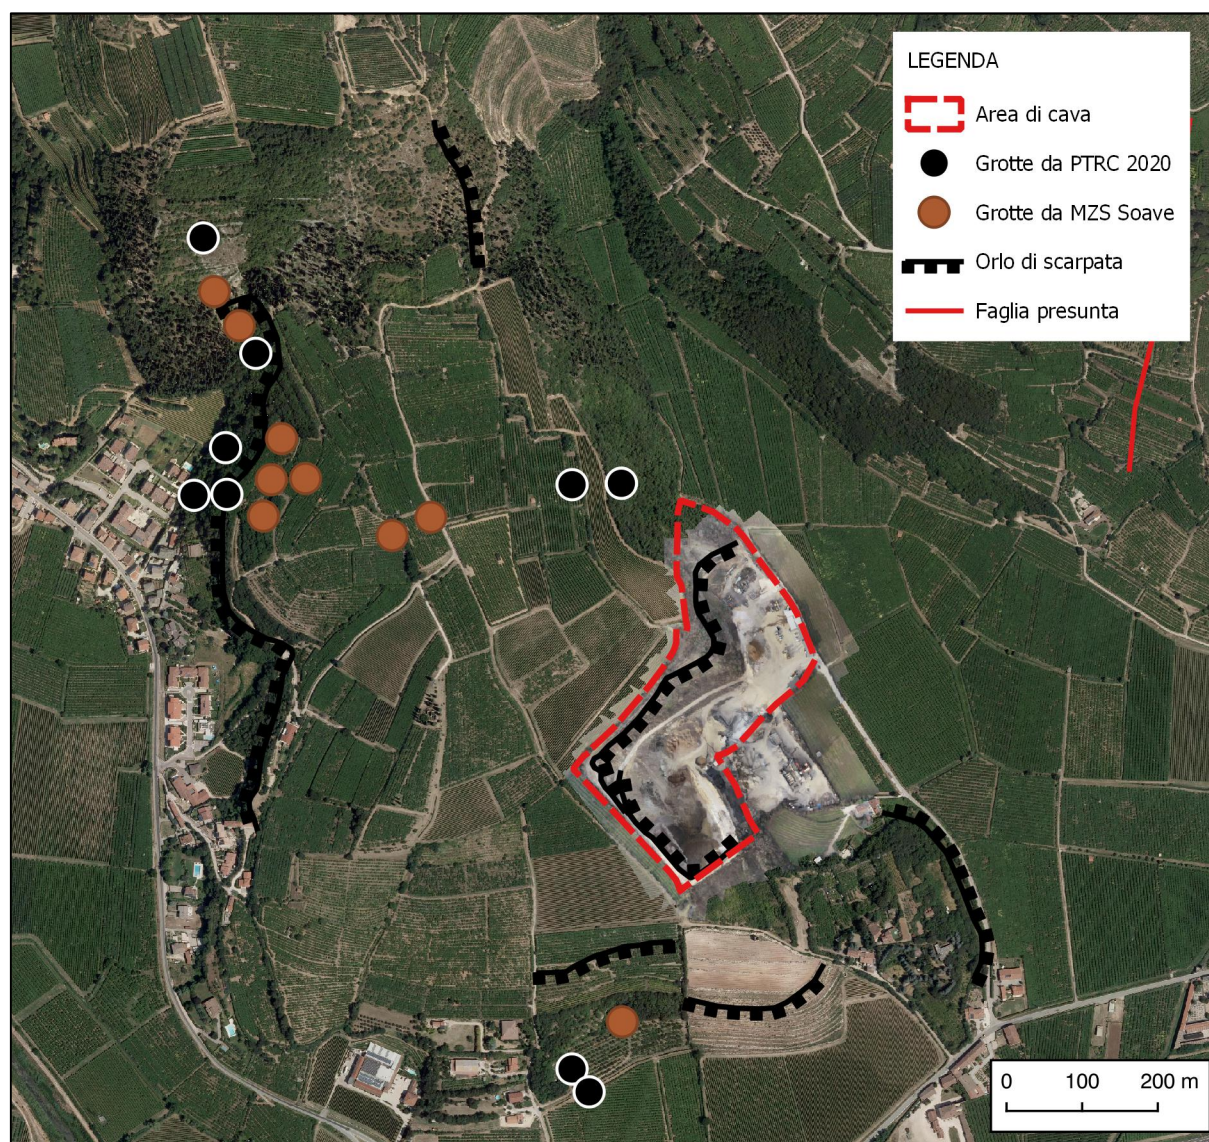 LEGENDA
Area di cava
Grotte da PTRC 2020
Grotte da MZS Soave
Orlo di scarpata
Faglia presunta
0 100 200 m